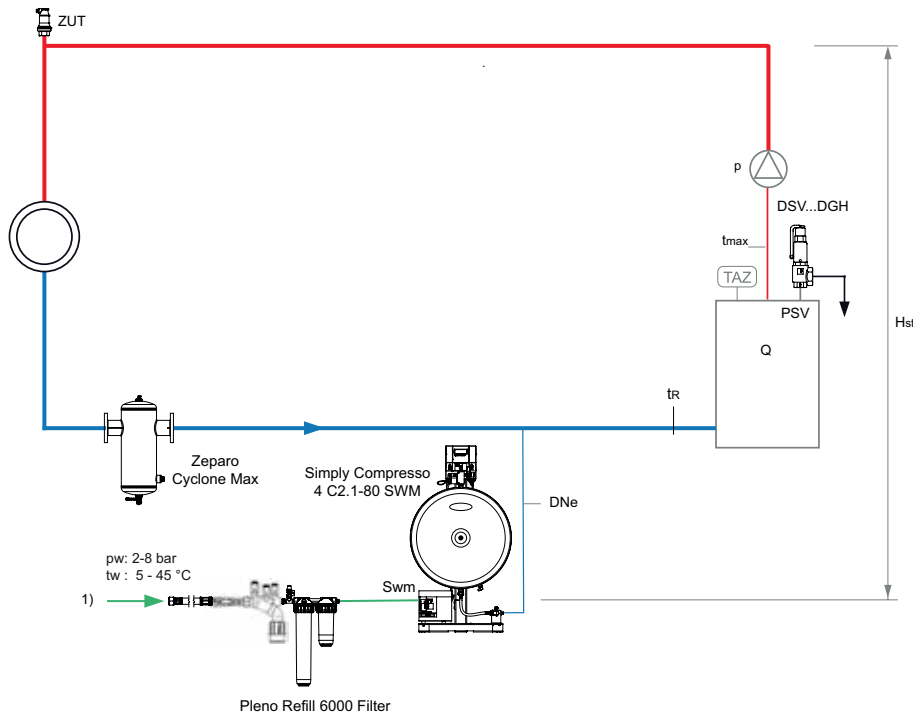 ZUT
p
DSV...DGH
tmax
TAZ
PSV
Q
Hst
tR
Zeparo
Cyclone Max
Simply Compresso
4 C2.1-80 SWM
DNe
pw: 2-8 bar
tw : 5 - 45 °C
Swm
1)
Pleno Refill 6000 Filter